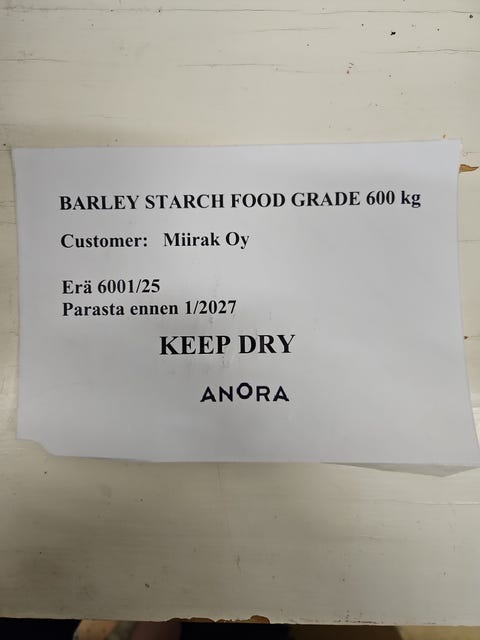 BARLEY STARCH FOOD GRADE 600 kg
Customer: Miirak Oy
Erä 6001/25
Parasta ennen 1/2027
KEEP DRY
ANORA